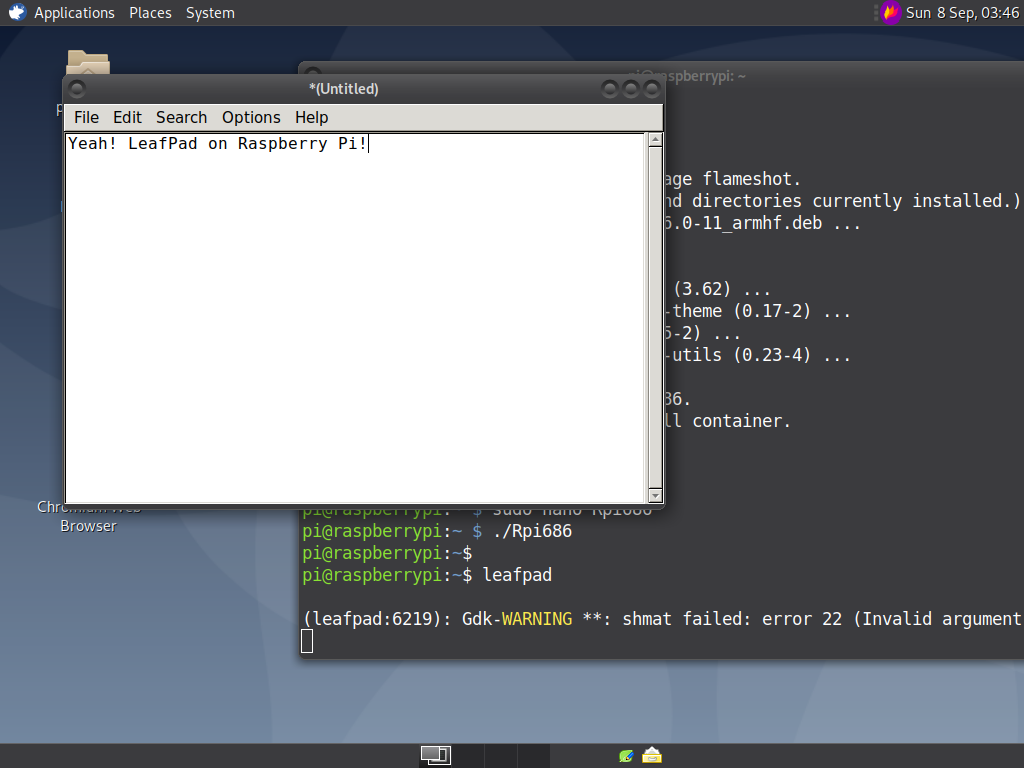 Applications Places System
Sun 8 Sep, 03:46
pi@raspberrypi: ~
*(Untitled)
File Edit Search Options Help
Yeah! LeafPad on Raspberry Pi!
age flameshot.
nd directories currently installed.)
6.0-11_armhf.deb ...
(3.62) ...
-theme (0.17-2) ...
5-2) ...
-utils (0.23-4) ...
86.
ll container.
Chromium Web
Browser
pi@raspberrypi:~ $ sudo nano Rpi686
pi@raspberrypi:~ $ ./Rpi686
pi@raspberrypi:~$
pi@raspberrypi:~$ leafpad
(leafpad:6219): Gdk-WARNING **: shmat failed: error 22 (Invalid argument